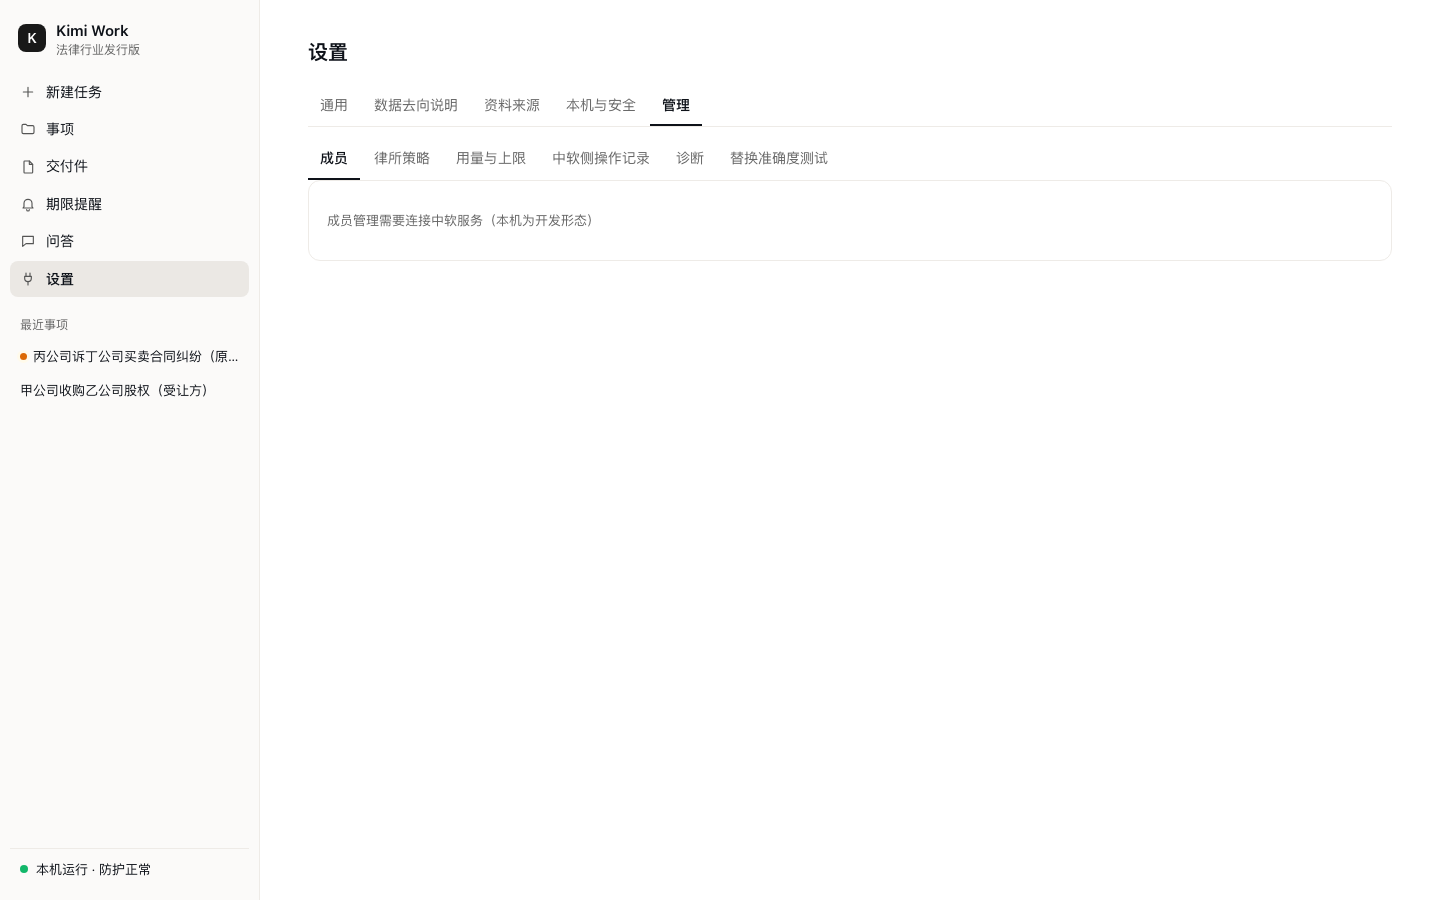 K
Kimi Work
法律行业发行版
新建任务
事项
交付件
期限提醒
问答
设置
最近事项
丙公司诉丁公司买卖合同纠纷（原...
甲公司收购乙公司股权（受让方）
本机运行 · 防护正常
设置
通用 数据去向说明 资料来源 本机与安全 管理
成员 律所策略 用量与上限 中软侧操作记录 诊断 替换准确度测试
成员管理需要连接中软服务（本机为开发形态）